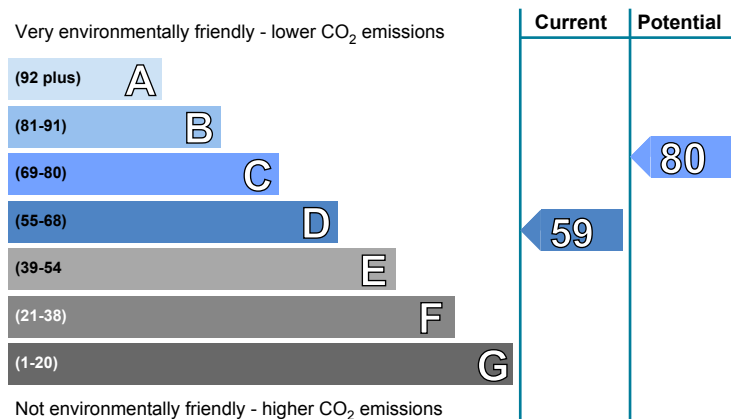 Very environmentally friendly - lower CO2 emissions
Current
Potential
(92 plus) A
(81-91) B
(69-80) C
(55-68) D
(39-54 E
(21-38) F
(1-20) G
59
80
Not environmentally friendly - higher CO2 emissions